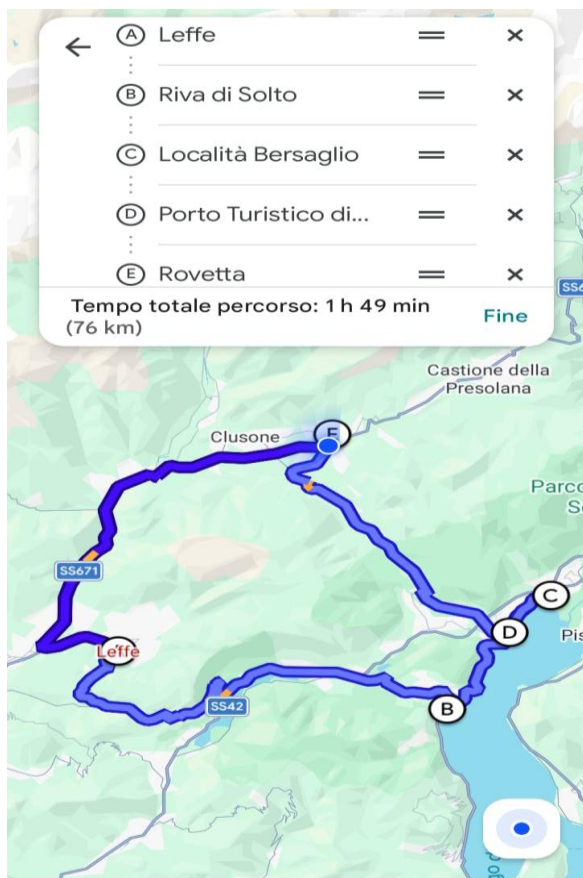 A Leffe
B Riva di Solto
C Località Bersaglio
D Porto Turistico di...
E Rovetta
Tempo totale percorso: 1 h 49 min
(76 km)
Fine
Castione della
Presolana
Clusone
Parco
SS671
C
Leffe
D
SS42
B